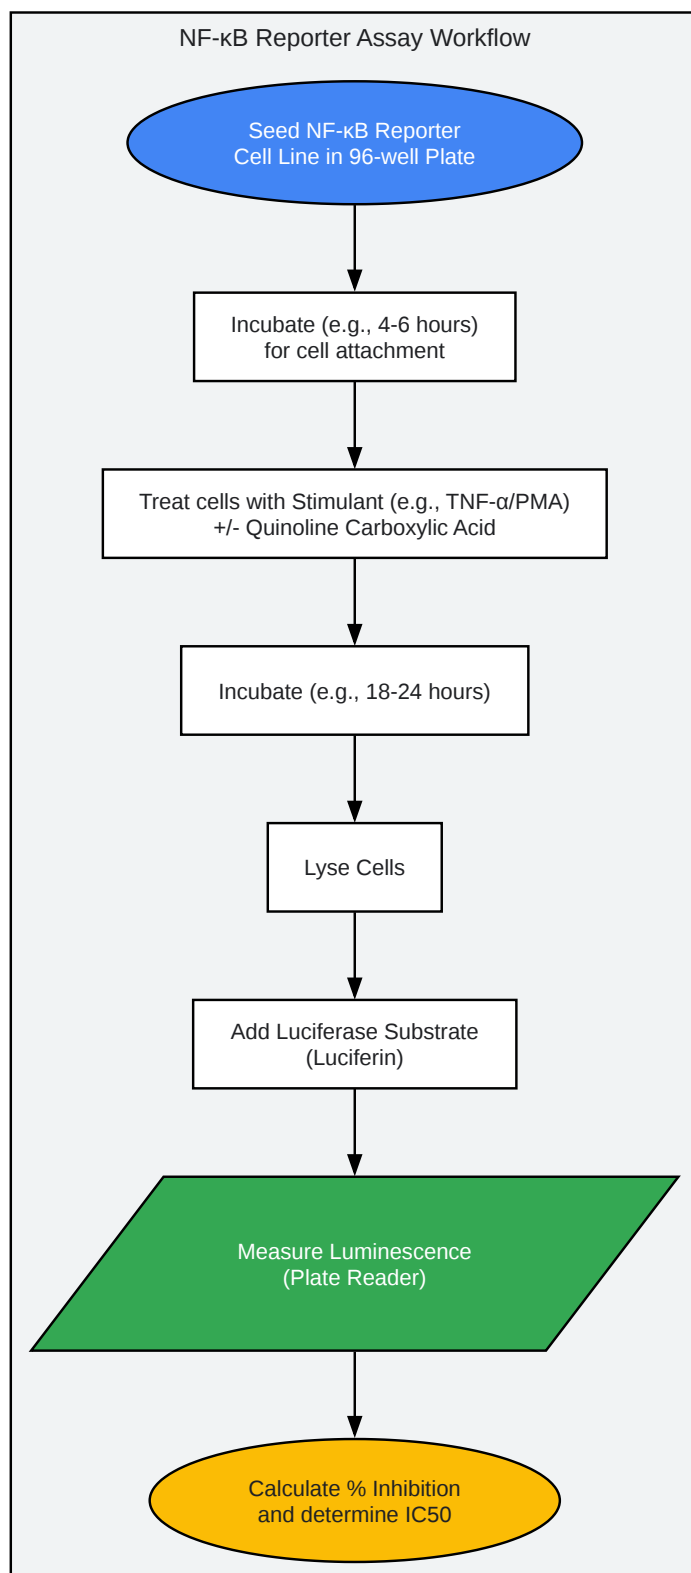 NF-κB Reporter Assay Workflow
Seed NF-κB Reporter
Cell Line in 96-well Plate
Incubate (e.g., 4-6 hours)
for cell attachment
Treat cells with Stimulant (e.g., TNF-α/PMA)
+/- Quinoline Carboxylic Acid
Incubate (e.g., 18-24 hours)
Lyse Cells
Add Luciferase Substrate
(Luciferin)
Measure Luminescence
(Plate Reader)
Calculate % Inhibition
and determine IC50